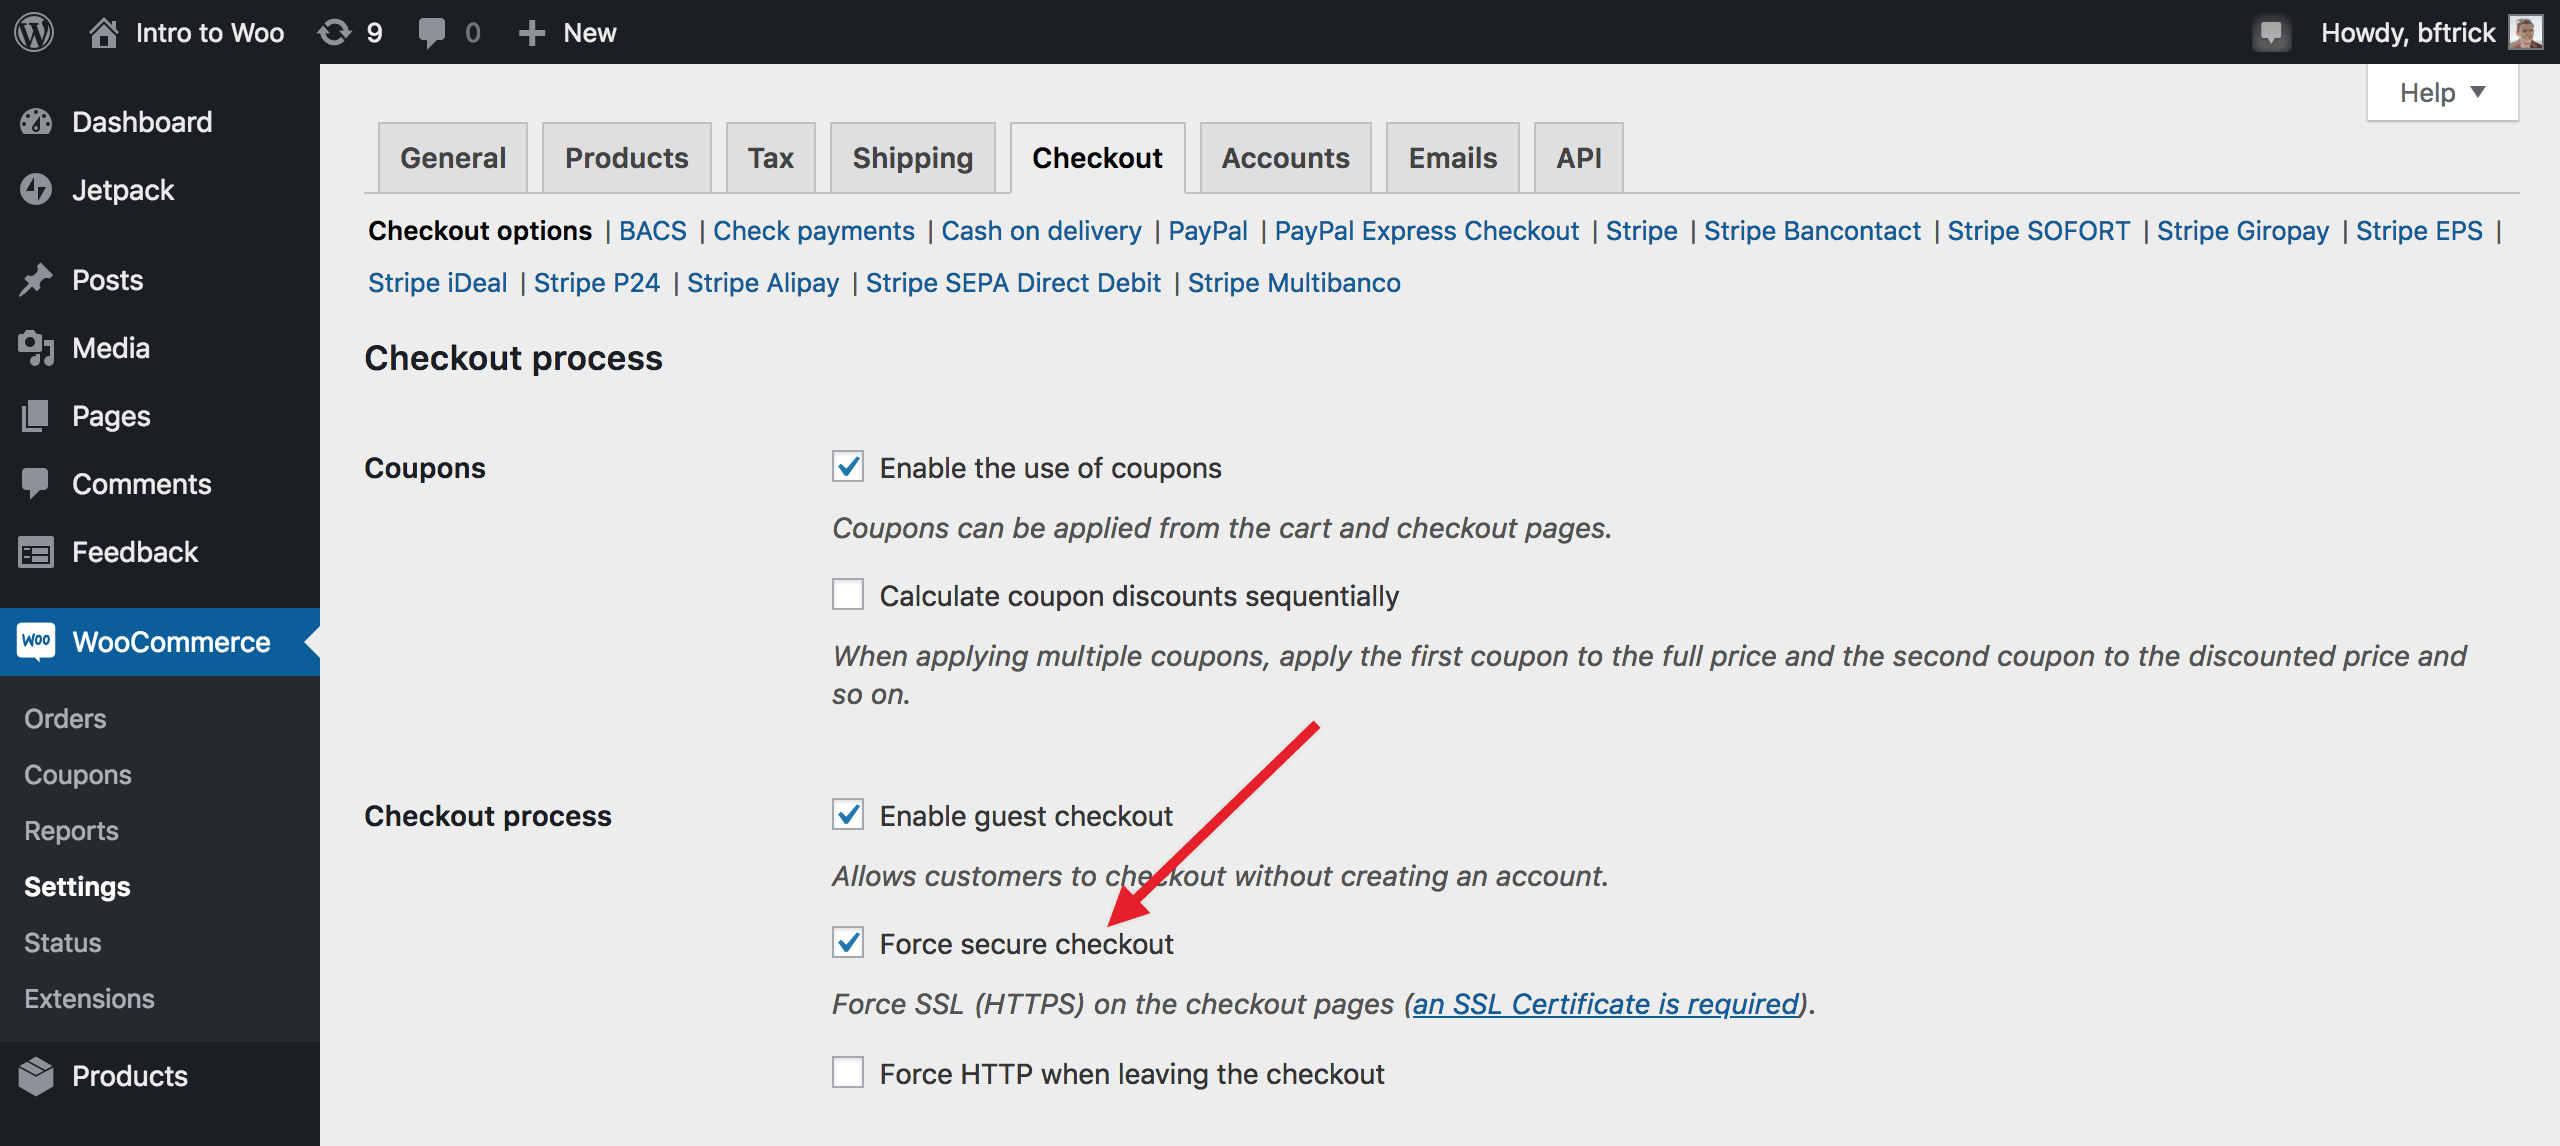 Intro to Woo 9 0 + New Howdy, bftrick
Help
Dashboard
Jetpack
Posts
Media
Pages
Comments
Feedback
Woo WooCommerce
Orders
Coupons
Reports
Settings
Status
Extensions
Products
General Products Tax Shipping Checkout Accounts Emails API
Checkout options | BACS | Check payments | Cash on delivery | PayPal | PayPal Express Checkout | Stripe | Stripe Bancontact | Stripe SOFORT | Stripe Giropay | Stripe EPS |
Stripe iDeal | Stripe P24 | Stripe Alipay | Stripe SEPA Direct Debit | Stripe Multibanco
Checkout process
Coupons
Enable the use of coupons
Coupons can be applied from the cart and checkout pages.
Calculate coupon discounts sequentially
When applying multiple coupons, apply the first coupon to the full price and the second coupon to the discounted price and
so on.
Checkout process
Enable guest checkout
Allows customers to checkout without creating an account.
Force secure checkout
Force SSL (HTTPS) on the checkout pages (an SSL Certificate is required).
Force HTTP when leaving the checkout